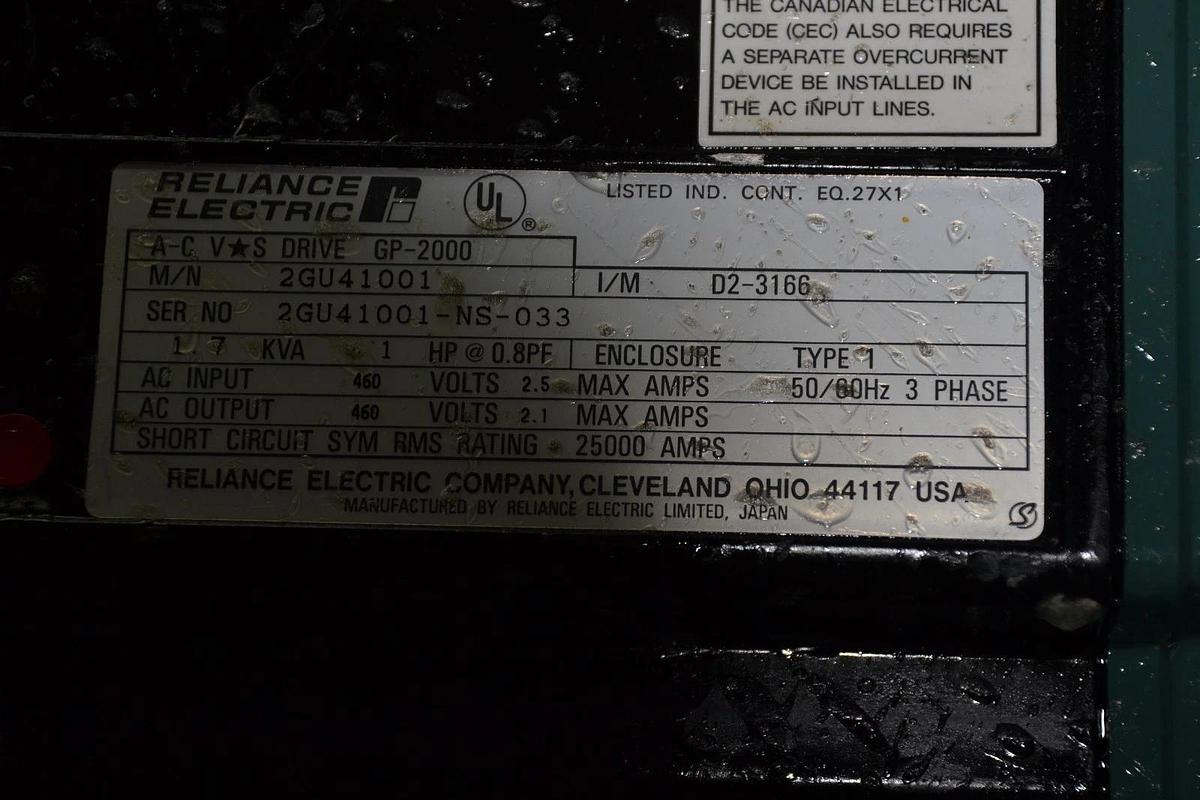 THE CANADIAN ELECTRICAL
CODE (CEC) ALSO REQUIRES
A SEPARATE OVERCURRENT
DEVICE BE INSTALLED IN
THE AC INPUT LINES.
RELIANCE
ELECTRIC
UL ®
LISTED IND. CONT. EQ.27X1
A-C V★S DRIVE GP-2000
M/N 2GU41001 I/M D2-3166
SER NO 2GU41001-NS-033
1.7 KVA 1 HP @ 0.8PF ENCLOSURE TYPE 1
AC INPUT 460 VOLTS 2.5 MAX AMPS 50/60Hz 3 PHASE
AC OUTPUT 460 VOLTS 2.1 MAX AMPS
SHORT CIRCUIT SYM RMS RATING 25000 AMPS
RELIANCE ELECTRIC COMPANY, CLEVELAND OHIO 44117 USA
MANUFACTURED BY RELIANCE ELECTRIC LIMITED, JAPAN
S